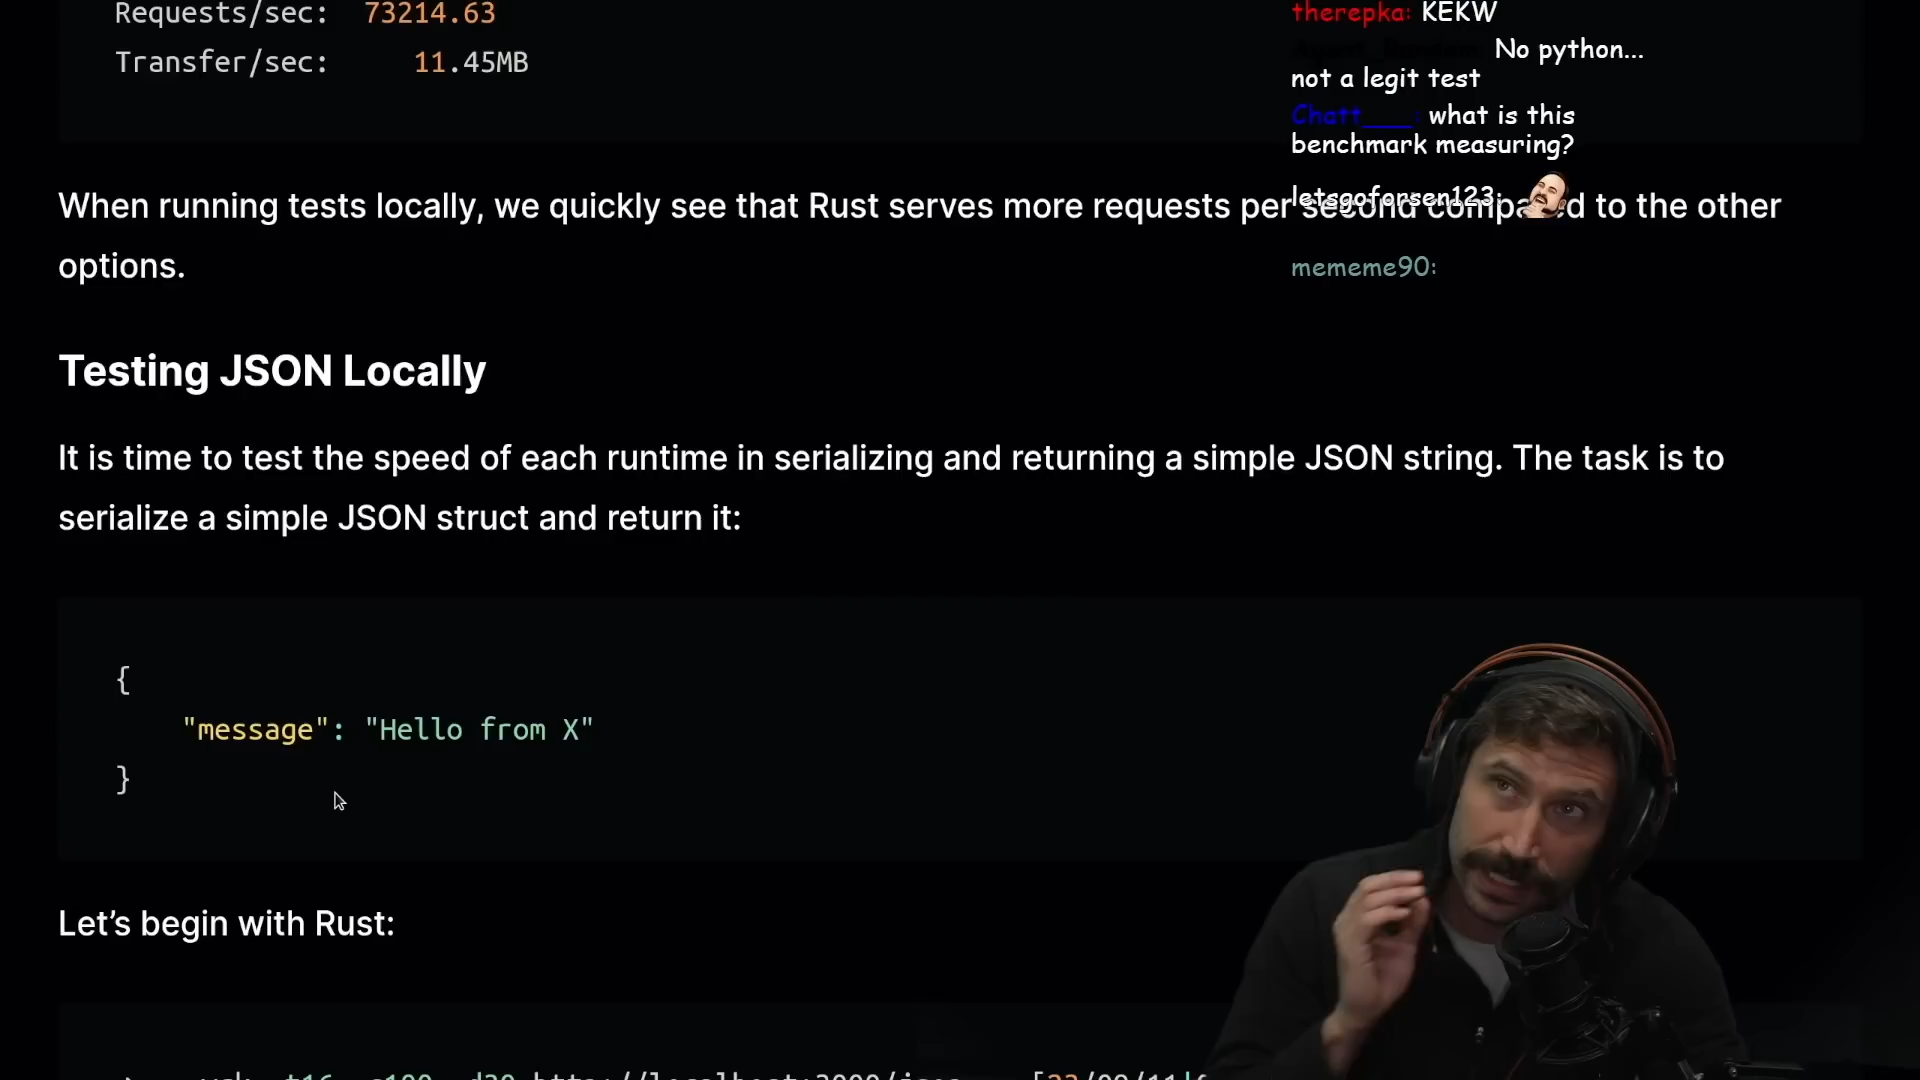 Requests/sec: 73214.63
Transfer/sec: 11.45MB
therepka: KEKW
No python...
not a legit test
Chatt___: what is this
benchmark measuring?
letsgoforsen123:
mememe90:
When running tests locally, we quickly see that Rust serves more requests per second compared to the other
options.
Testing JSON Locally
It is time to test the speed of each runtime in serializing and returning a simple JSON string. The task is to
serialize a simple JSON struct and return it:
{
"message": "Hello from X"
}
Let’s begin with Rust: